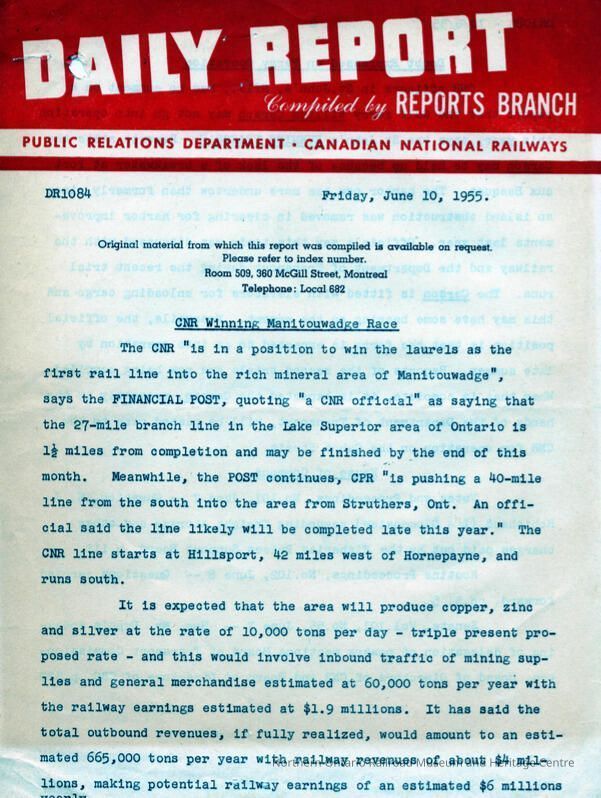 DAILY REPORT
Compiled by REPORTS BRANCH
PUBLIC RELATIONS DEPARTMENT • CANADIAN NATIONAL RAILWAYS
DR1084 Friday, June 10, 1955.
Original material from which this report was compiled is available on request.
Please refer to index number.
Room 509, 360 McGill Street, Montreal
Telephone: Local 682
CNR Winning Manitouwadge Race
The CNR "is in a position to win the laurels as the
first rail line into the rich mineral area of Manitouwadge",
says the FINANCIAL POST, quoting "a CNR official" as saying that
the 27-mile branch line in the Lake Superior area of Ontario is
1½ miles from completion and may be finished by the end of this
month. Meanwhile, the POST continues, CPR "is pushing a 40-mile
line from the south into the area from Struthers, Ont. An offi-
cial said the line likely will be completed late this year." The
CNR line starts at Hillsport, 42 miles west of Hornepayne, and
runs south.
It is expected that the area will produce copper, zinc
and silver at the rate of 10,000 tons per day - triple present pro-
posed rate - and this would involve inbound traffic of mining sup-
lies and general merchandise estimated at 60,000 tons per year with
the railway earnings estimated at $1.9 millions. It has said the
total outbound revenues, if fully realized, would amount to an esti-
mated 665,000 tons per year with railway revenues of about $4 mil-
Northern Ontario Railroad Museum and Heritage Centre
lions, making potential railway earnings of an estimated $6 millions
yearly